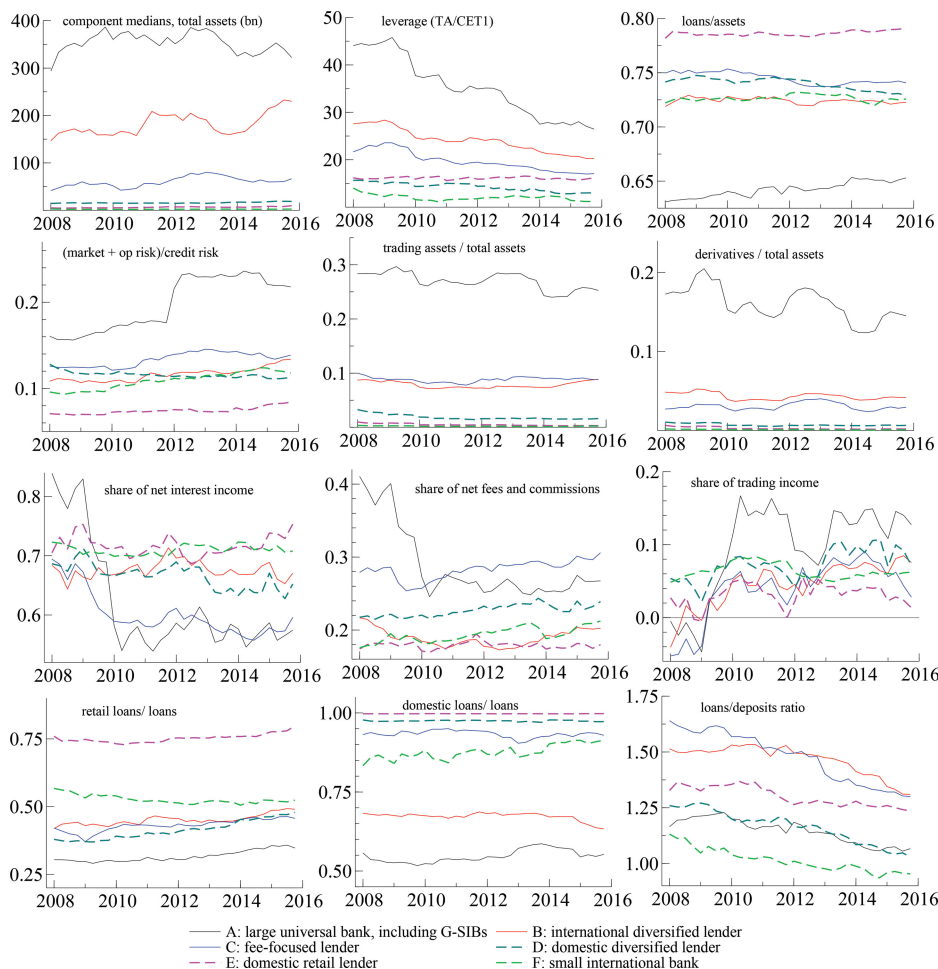 component medians, total assets (bn)
leverage (TA/CET1)
loans/assets
400
300
200
100
50
40
30
20
10
0.80
0.75
0.70
0.65
2008 2010 2012 2014 2016
2008 2010 2012 2014 2016
2008 2010 2012 2014 2016
(market + op risk)/credit risk
trading assets / total assets
derivatives / total assets
0.2
0.1
0.3
0.2
0.1
0.2
0.1
2008 2010 2012 2014 2016
2008 2010 2012 2014 2016
2008 2010 2012 2014 2016
share of net interest income
share of net fees and commissions
share of trading income
0.8
0.7
0.6
0.4
0.3
0.2
0.2
0.1
0.0
2008 2010 2012 2014 2016
2008 2010 2012 2014 2016
2008 2010 2012 2014 2016
retail loans/ loans
domestic loans/ loans
loans/deposits ratio
0.75
0.50
0.25
1.00
0.75
0.50
1.75
1.50
1.25
1.00
2008 2010 2012 2014 2016
2008 2010 2012 2014 2016
2008 2010 2012 2014 2016
A: large universal bank, including G-SIBs
B: international diversified lender
C: fee-focused lender
D: domestic diversified lender
E: domestic retail lender
F: small international bank